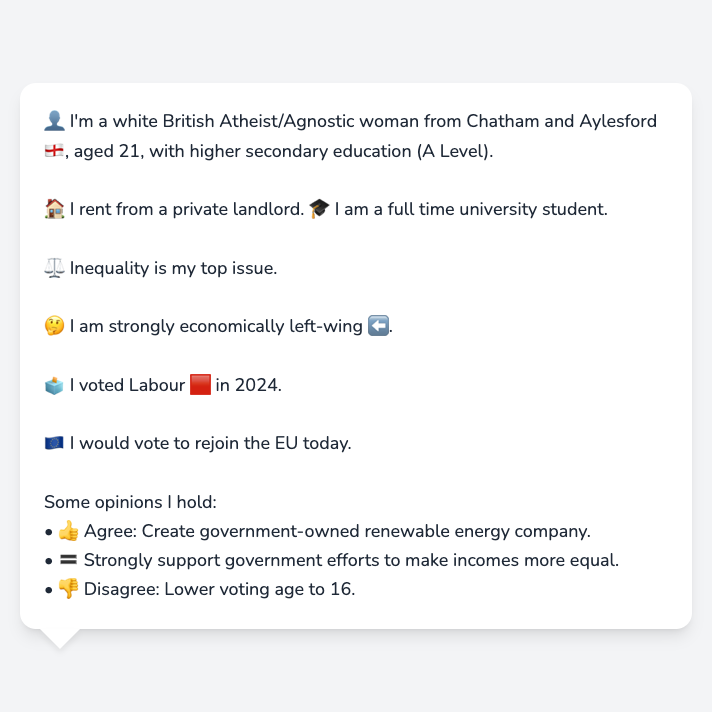 👤 I'm a white British Atheist/Agnostic woman from Chatham and Aylesford
🏴󠁧󠁢󠁥󠁮󠁧󠁿, aged 21, with higher secondary education (A Level).
🏠 I rent from a private landlord. 🎓 I am a full time university student.
⚖️ Inequality is my top issue.
🤔 I am strongly economically left-wing ⬅️.
🗳️ I voted Labour 🟥 in 2024.
🇪🇺 I would vote to rejoin the EU today.
Some opinions I hold:
• 👍 Agree: Create government-owned renewable energy company.
• 🟰 Strongly support government efforts to make incomes more equal.
• 👎 Disagree: Lower voting age to 16.